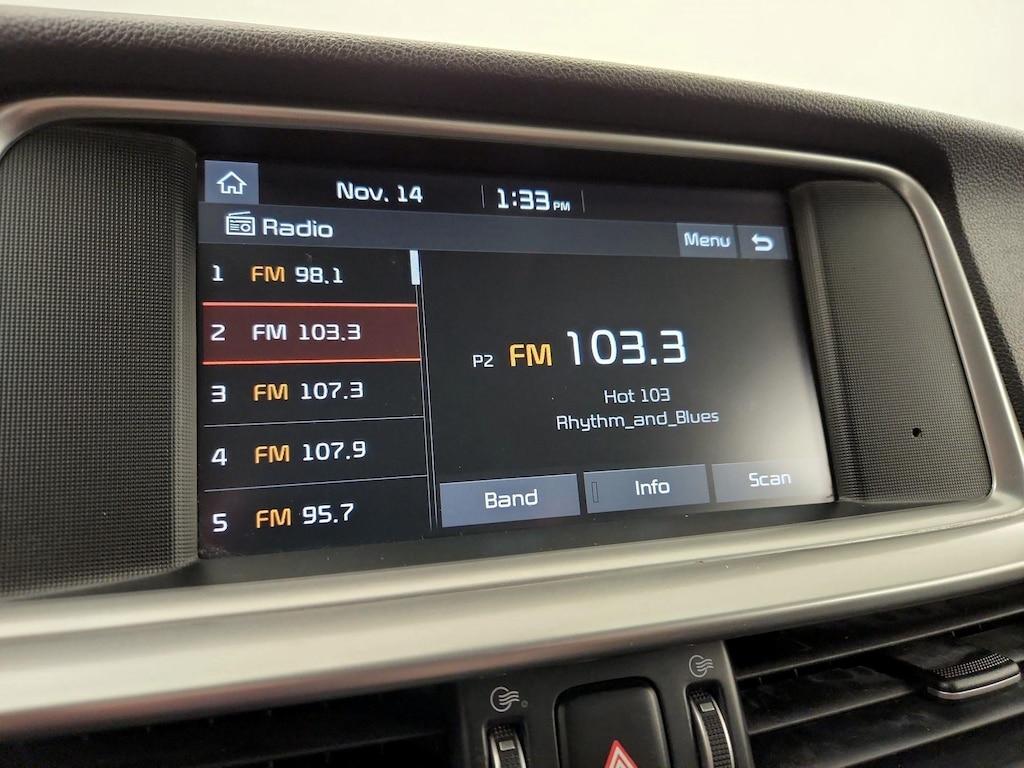 Nov. 14
1:33 PM
Radio
Menu
1 FM 98.1
2 FM 103.3
3 FM 107.3
4 FM 107.9
5 FM 95.7
P2 FM 103.3
Hot 103
Rhythm_and_Blues
Band
Info
Scan